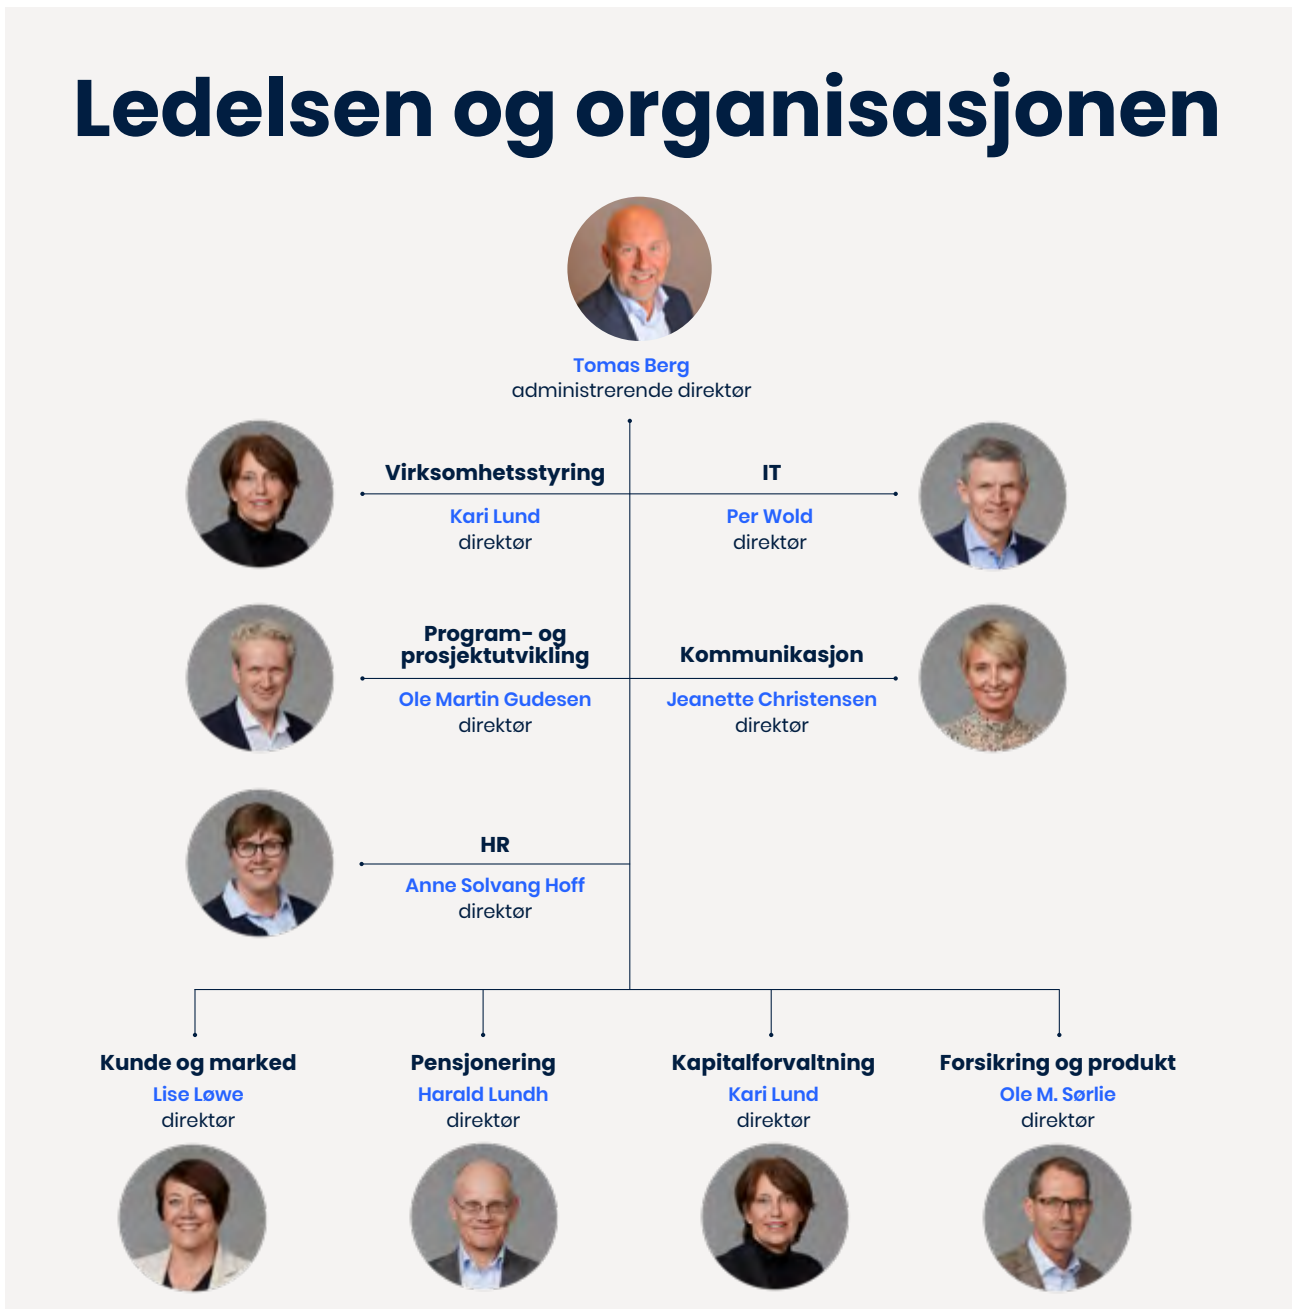 Ledelsen og organisasjonen
Tomas Berg
administrerende direktør
Virksomhetsstyring
Kari Lund
direktør
IT
Per Wold
direktør
Program- og
prosjektutvikling
Ole Martin Gudesen
direktør
Kommunikasjon
Jeanette Christensen
direktør
HR
Anne Solvang Hoff
direktør
Kunde og marked
Lise Løwe
direktør
Pensjonering
Harald Lundh
direktør
Kapitalforvaltning
Kari Lund
direktør
Forsikring og produkt
Ole M. Sørlie
direktør